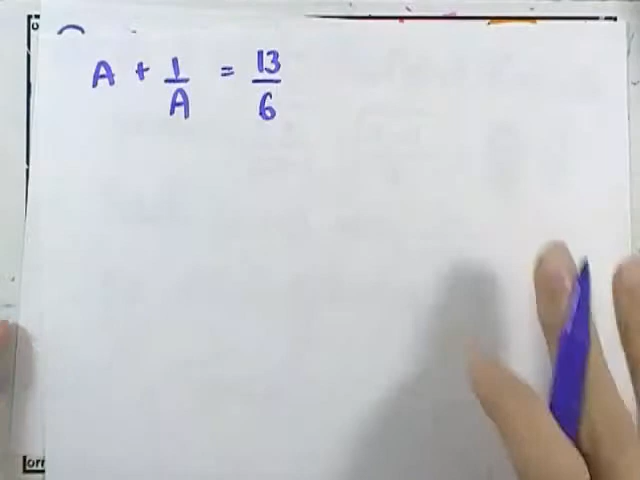 A + 1/A = 13/6